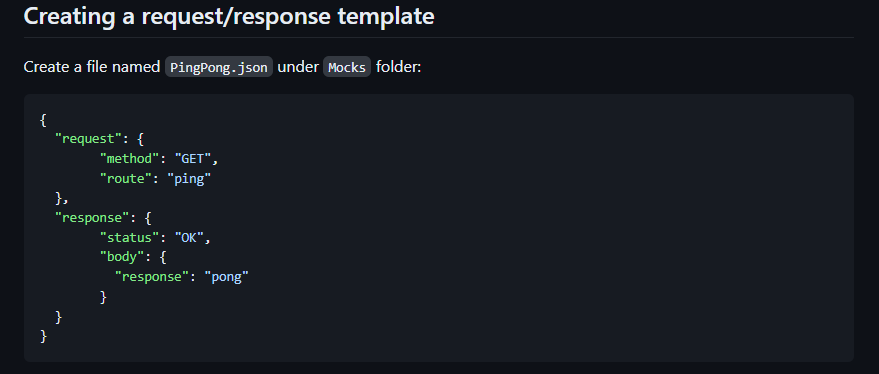 Creating a request/response template
Create a file named PingPong.json under Mocks folder:
{
  "request": {
        "method": "GET",
        "route": "ping"
  },
  "response": {
        "status": "OK",
        "body": {
          "response": "pong"
        }
  }
}